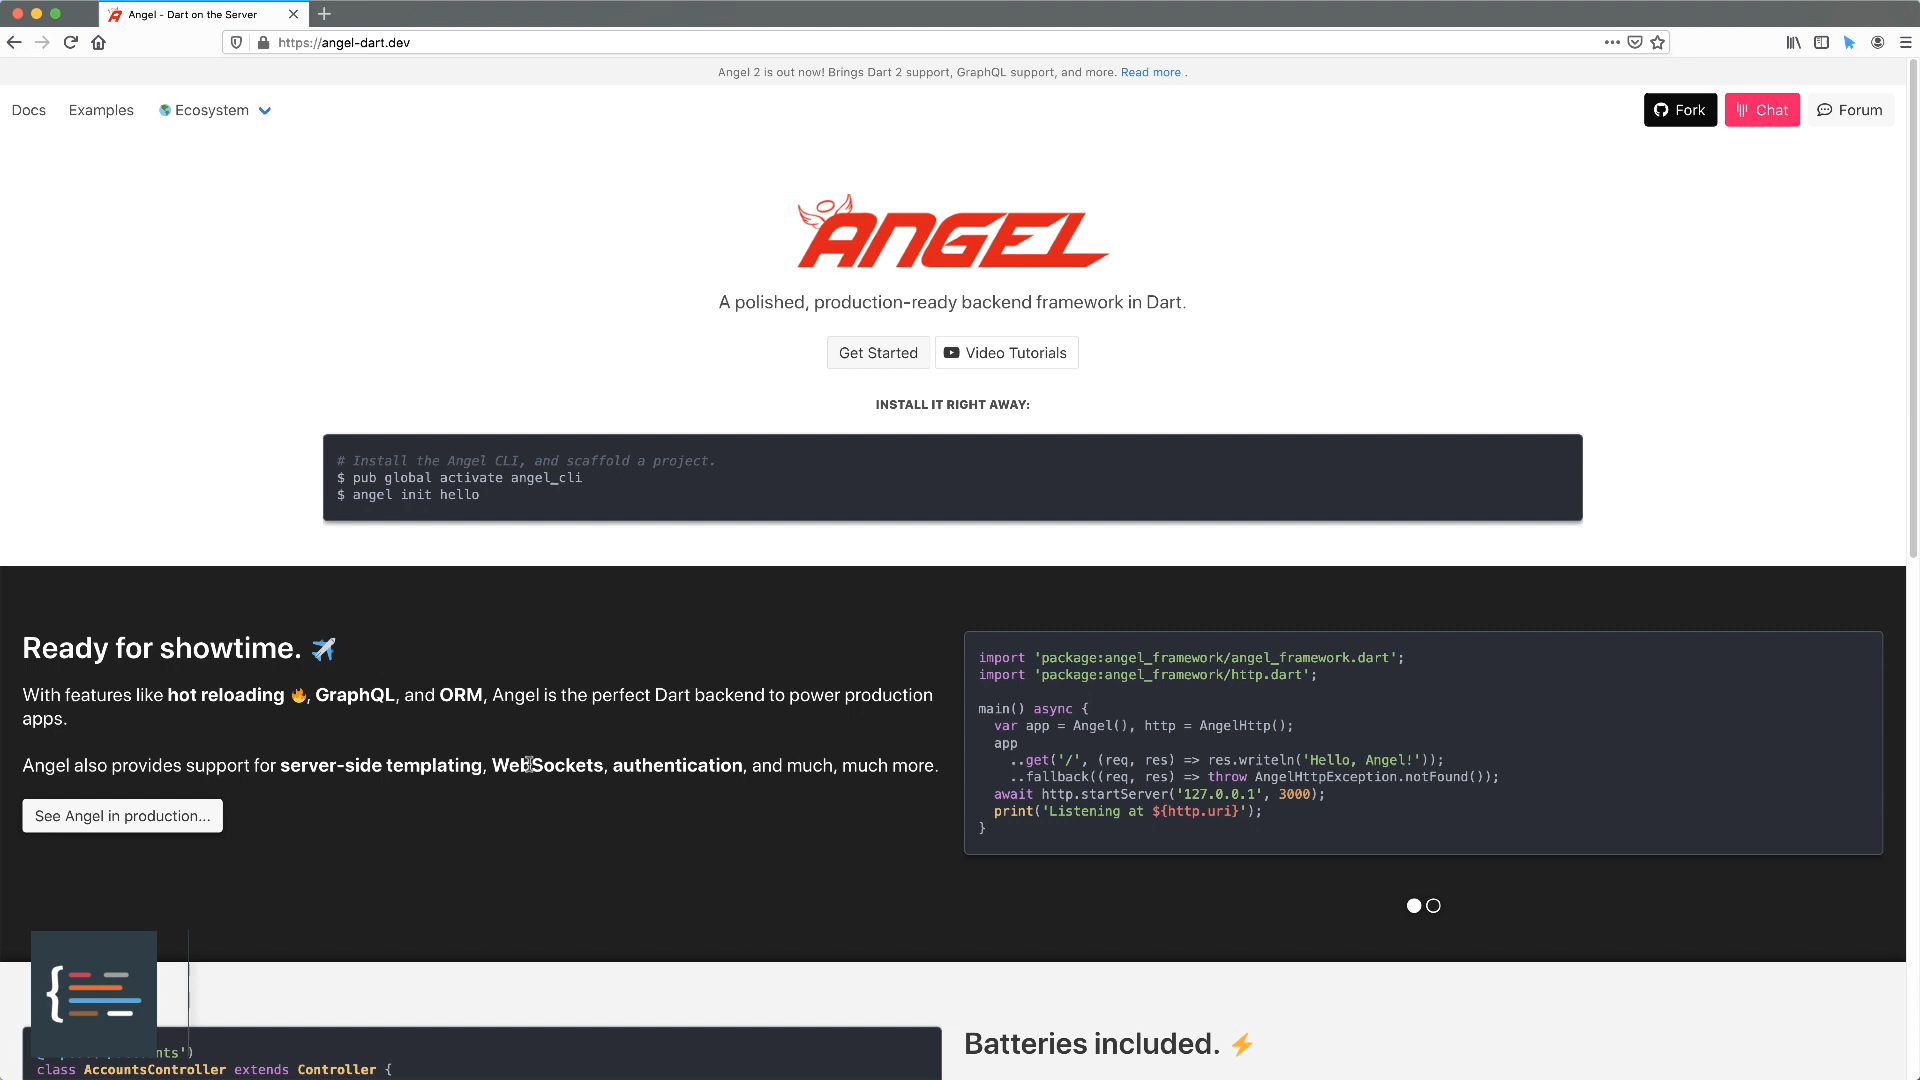 Angel - Dart on the Server
https://angel-dart.dev
Angel 2 is out now! Brings Dart 2 support, GraphQL support, and more. Read more .
Docs Examples Ecosystem
Fork Chat Forum
ANGEL
A polished, production-ready backend framework in Dart.
Get Started Video Tutorials
INSTALL IT RIGHT AWAY:
# Install the Angel CLI, and scaffold a project.
$ pub global activate angel_cli
$ angel init hello
Ready for showtime.
With features like hot reloading 🔥, GraphQL, and ORM, Angel is the perfect Dart backend to power production
apps.
Angel also provides support for server-side templating, WebSockets, authentication, and much, much more.
See Angel in production...
import 'package:angel_framework/angel_framework.dart';
import 'package:angel_framework/http.dart';
main() async {
var app = Angel(), http = AngelHttp();
app
..get('/', (req, res) => res.writeln('Hello, Angel!'));
..fallback((req, res) => throw AngelHttpException.notFound());
await http.startServer('127.0.0.1', 3000);
print('Listening at ${http.uri}');
}
Batteries included.
class AccountsController extends Controller {